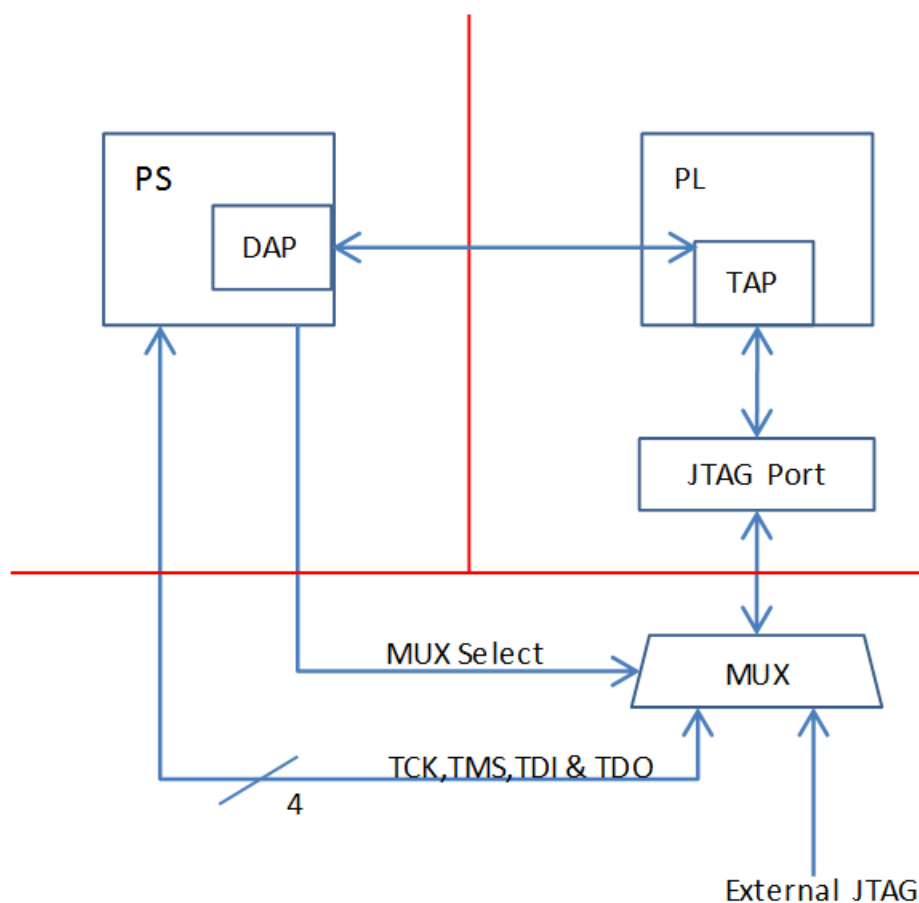 PS
PL
DAP
TAP
JTAG Port
MUX Select
MUX
TCK,TMS,TDI & TDO
4
External JTAG